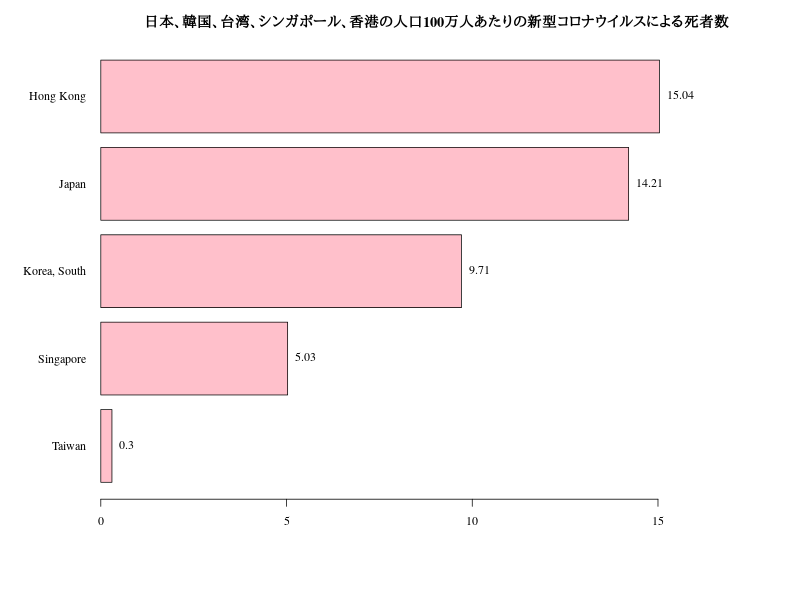 日本、韓国、台湾、シンガポール、香港の人口100万人あたりの新型コロナウイルスによる死者数
Hong Kong 15.04
Japan 14.21
Korea, South 9.71
Singapore 5.03
Taiwan 0.3
0 5 10 15